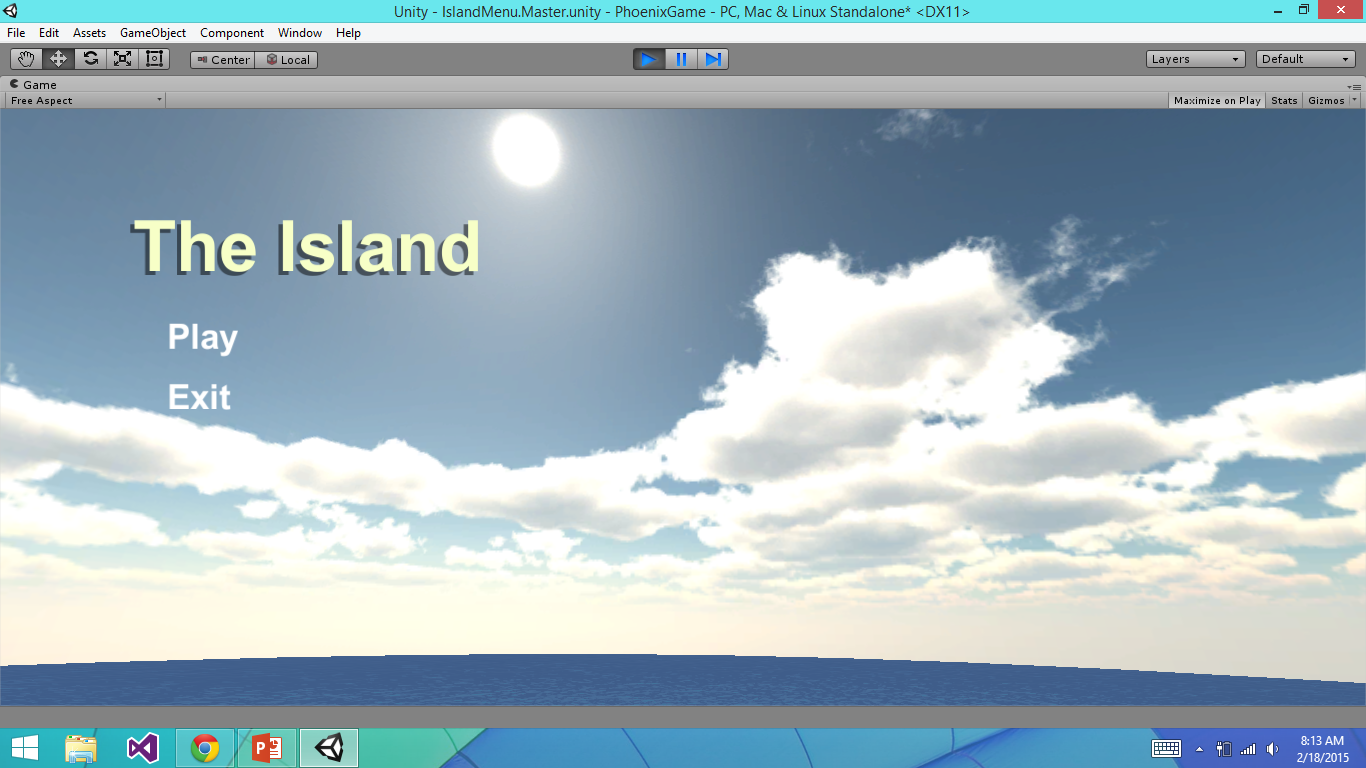 Unity - IslandMenu.Master.unity - PhoenixGame - PC, Mac & Linux Standalone* <DX11>
File Edit Assets GameObject Component Window Help
Center Local Layers Default
Game
Free Aspect Maximize on Play Stats Gizmos
The Island
Play
Exit
8:13 AM
2/18/2015